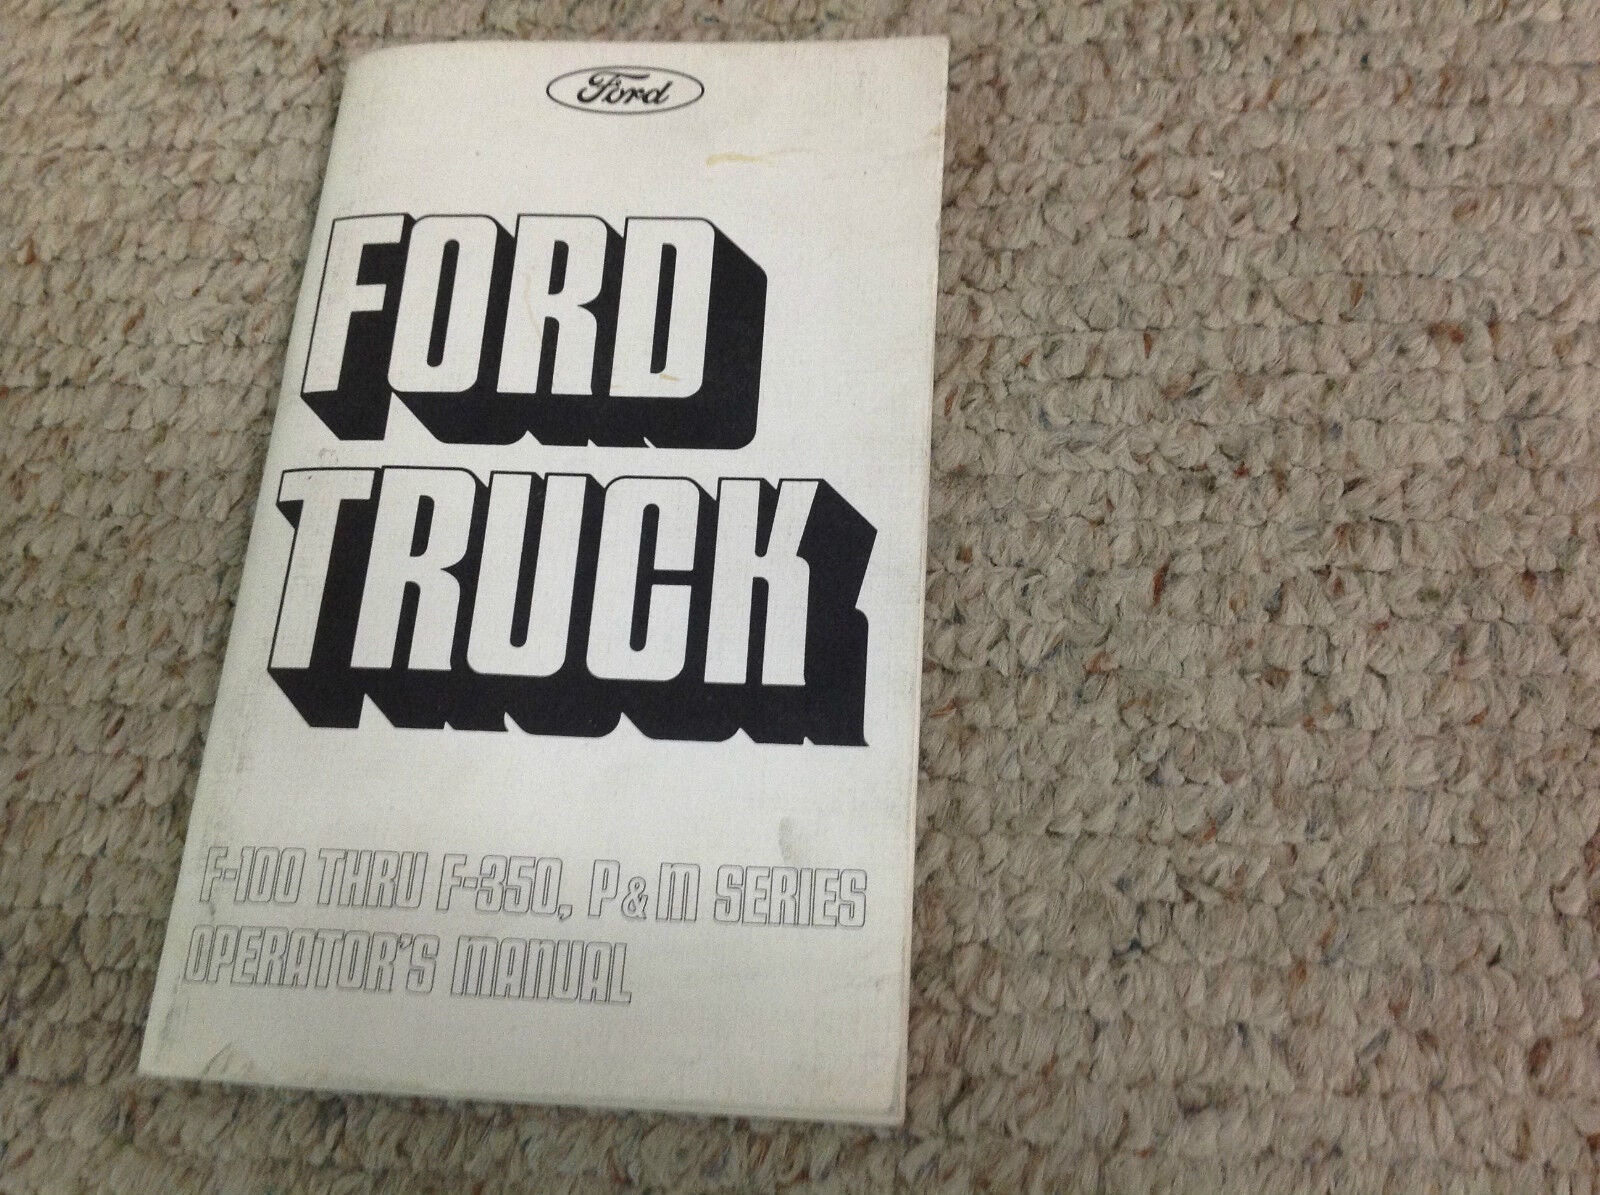 Ford
FORD
TRUCK
F-100 THRU F-350, P & M SERIES
OPERATOR'S MANUAL